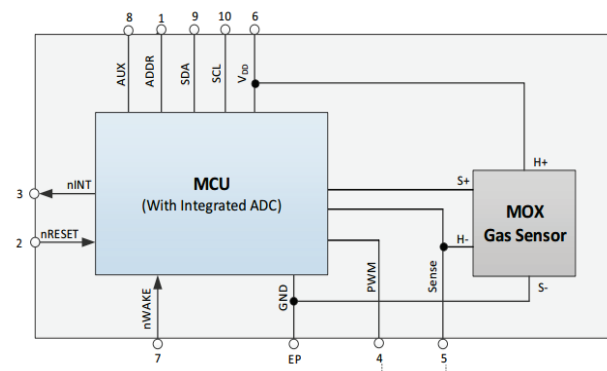 8 1 9 10 6
AUX
ADDR
SDA
SCL
VDD
H+
MCU
(With Integrated ADC)
S+
MOX
Gas Sensor
3
nINT
H-
2
nRESET
nWAKE
GND
PWM
Sense
S-
7 EP 4 5